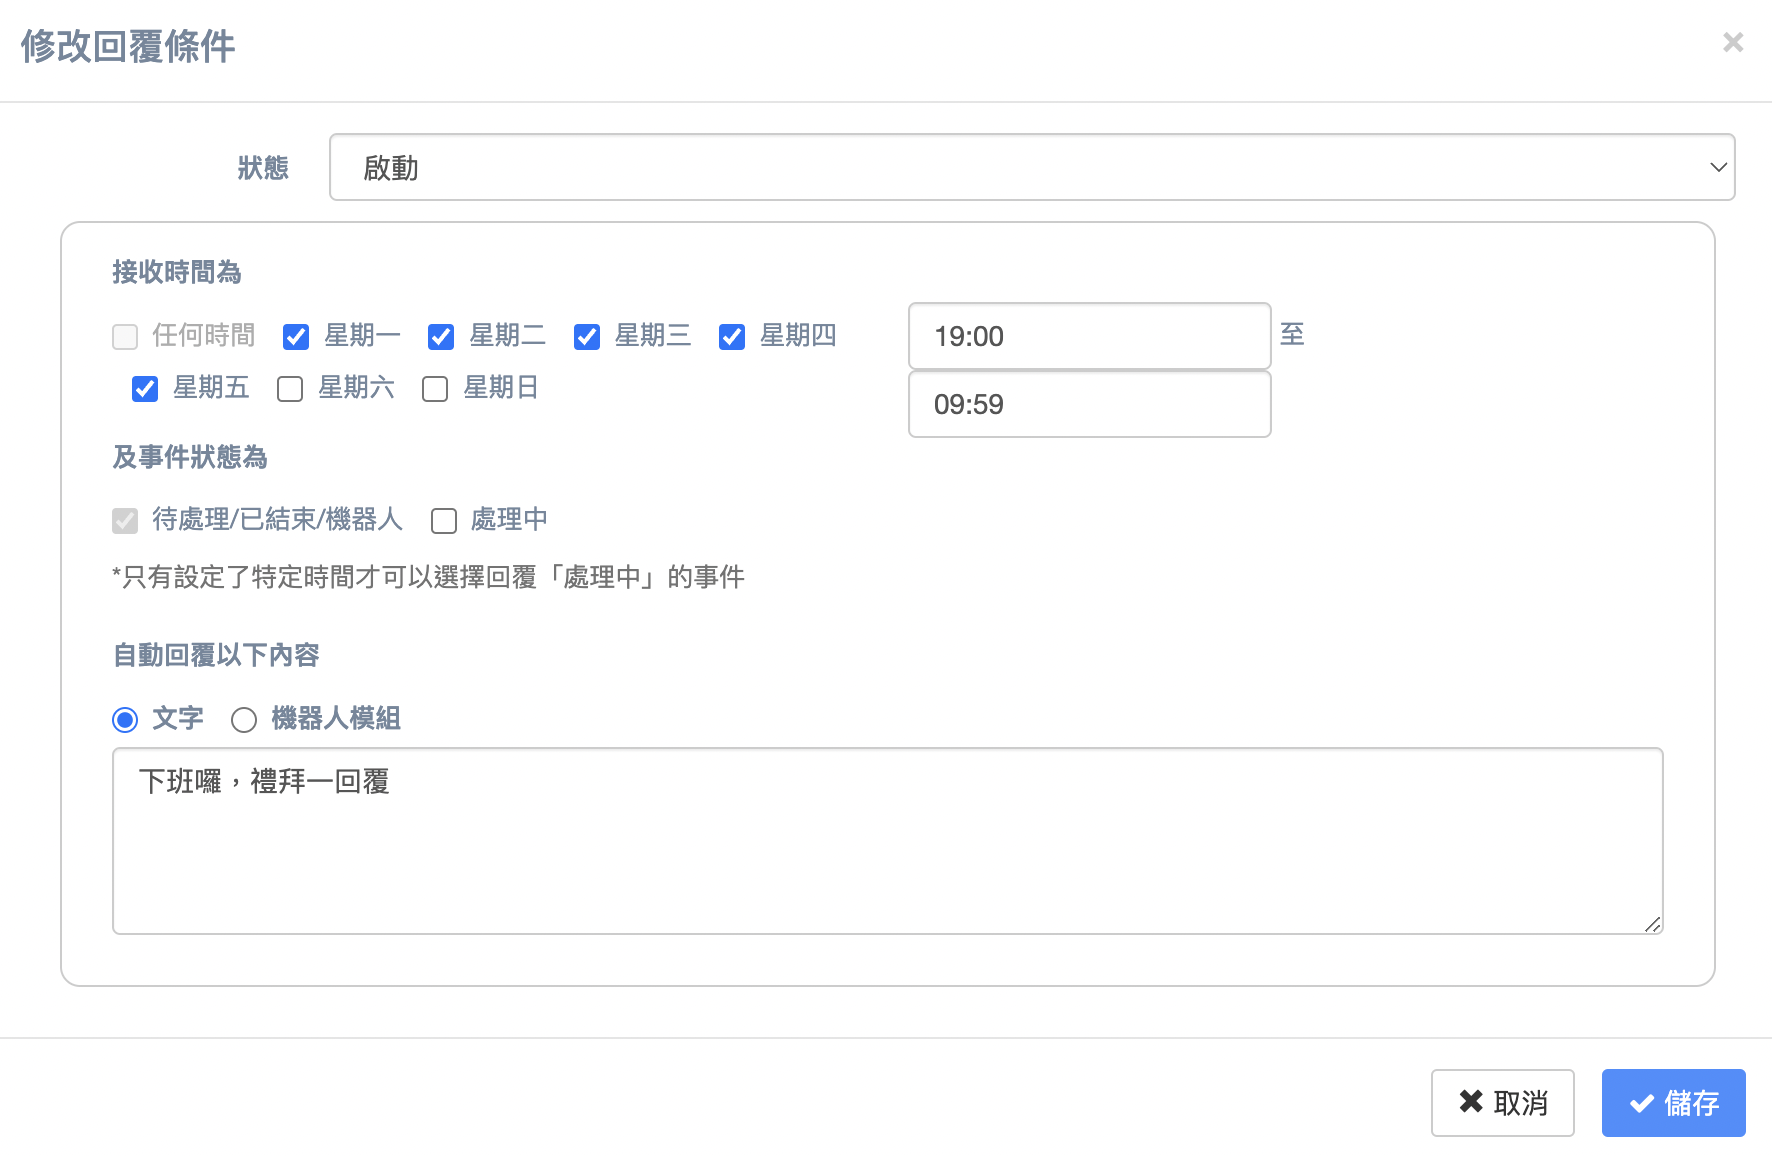 修改回覆條件
狀態
啟動
接收時間為
任何時間 星期一 星期二 星期三 星期四
星期五 星期六 星期日
19:00 至
09:59
及事件狀態為
待處理/已結束/機器人 處理中
*只有設定了特定時間才可以選擇回覆「處理中」的事件
自動回覆以下內容
文字 機器人模組
下班囉，禮拜一回覆
取消 儲存